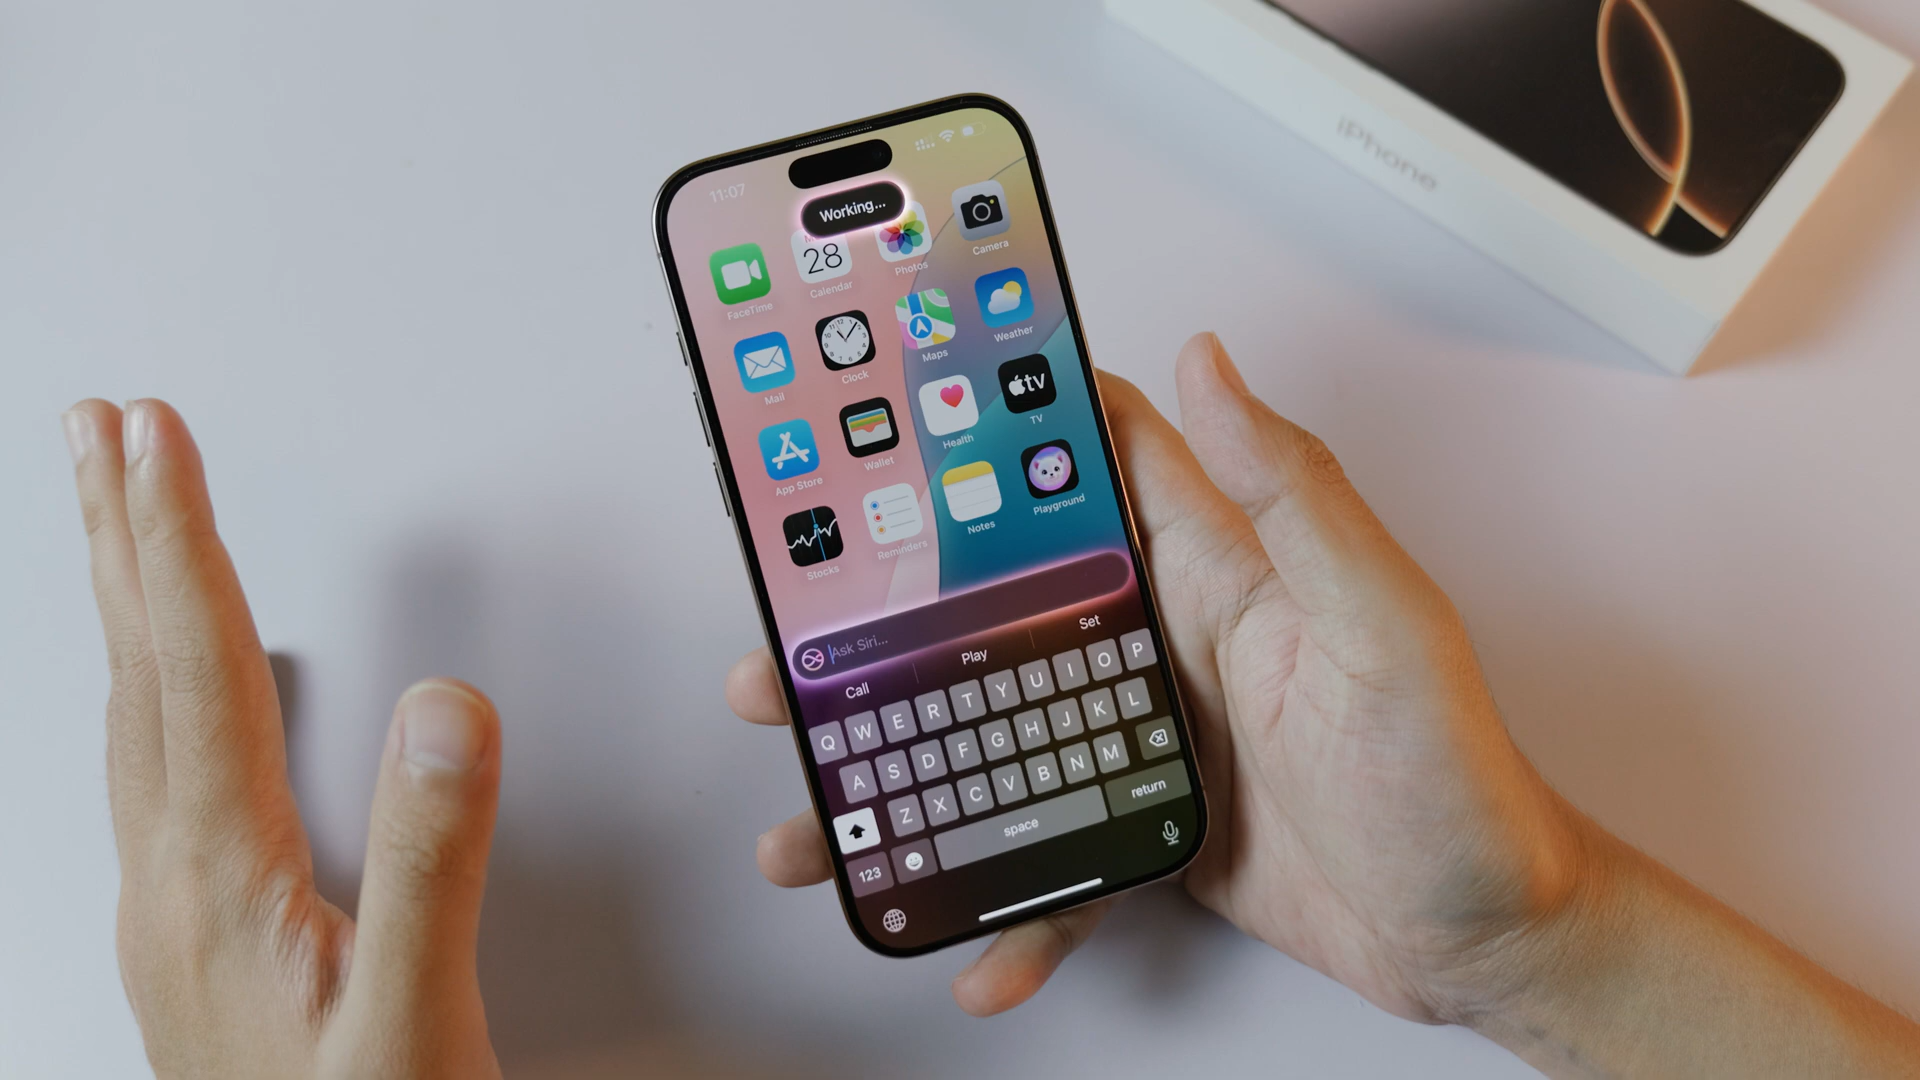 11:07
Working...
28
FaceTime
Calendar
Photos
Camera
Mail
Clock
Maps
Weather
tv
App Store
Wallet
Health
TV
Stocks
Reminders
Notes
Playground
Ask Siri...
Call
Play
Set
Q W E R T Y U I O P
A S D F G H J K L
Z X C V B N M
123
space
return
iPhone